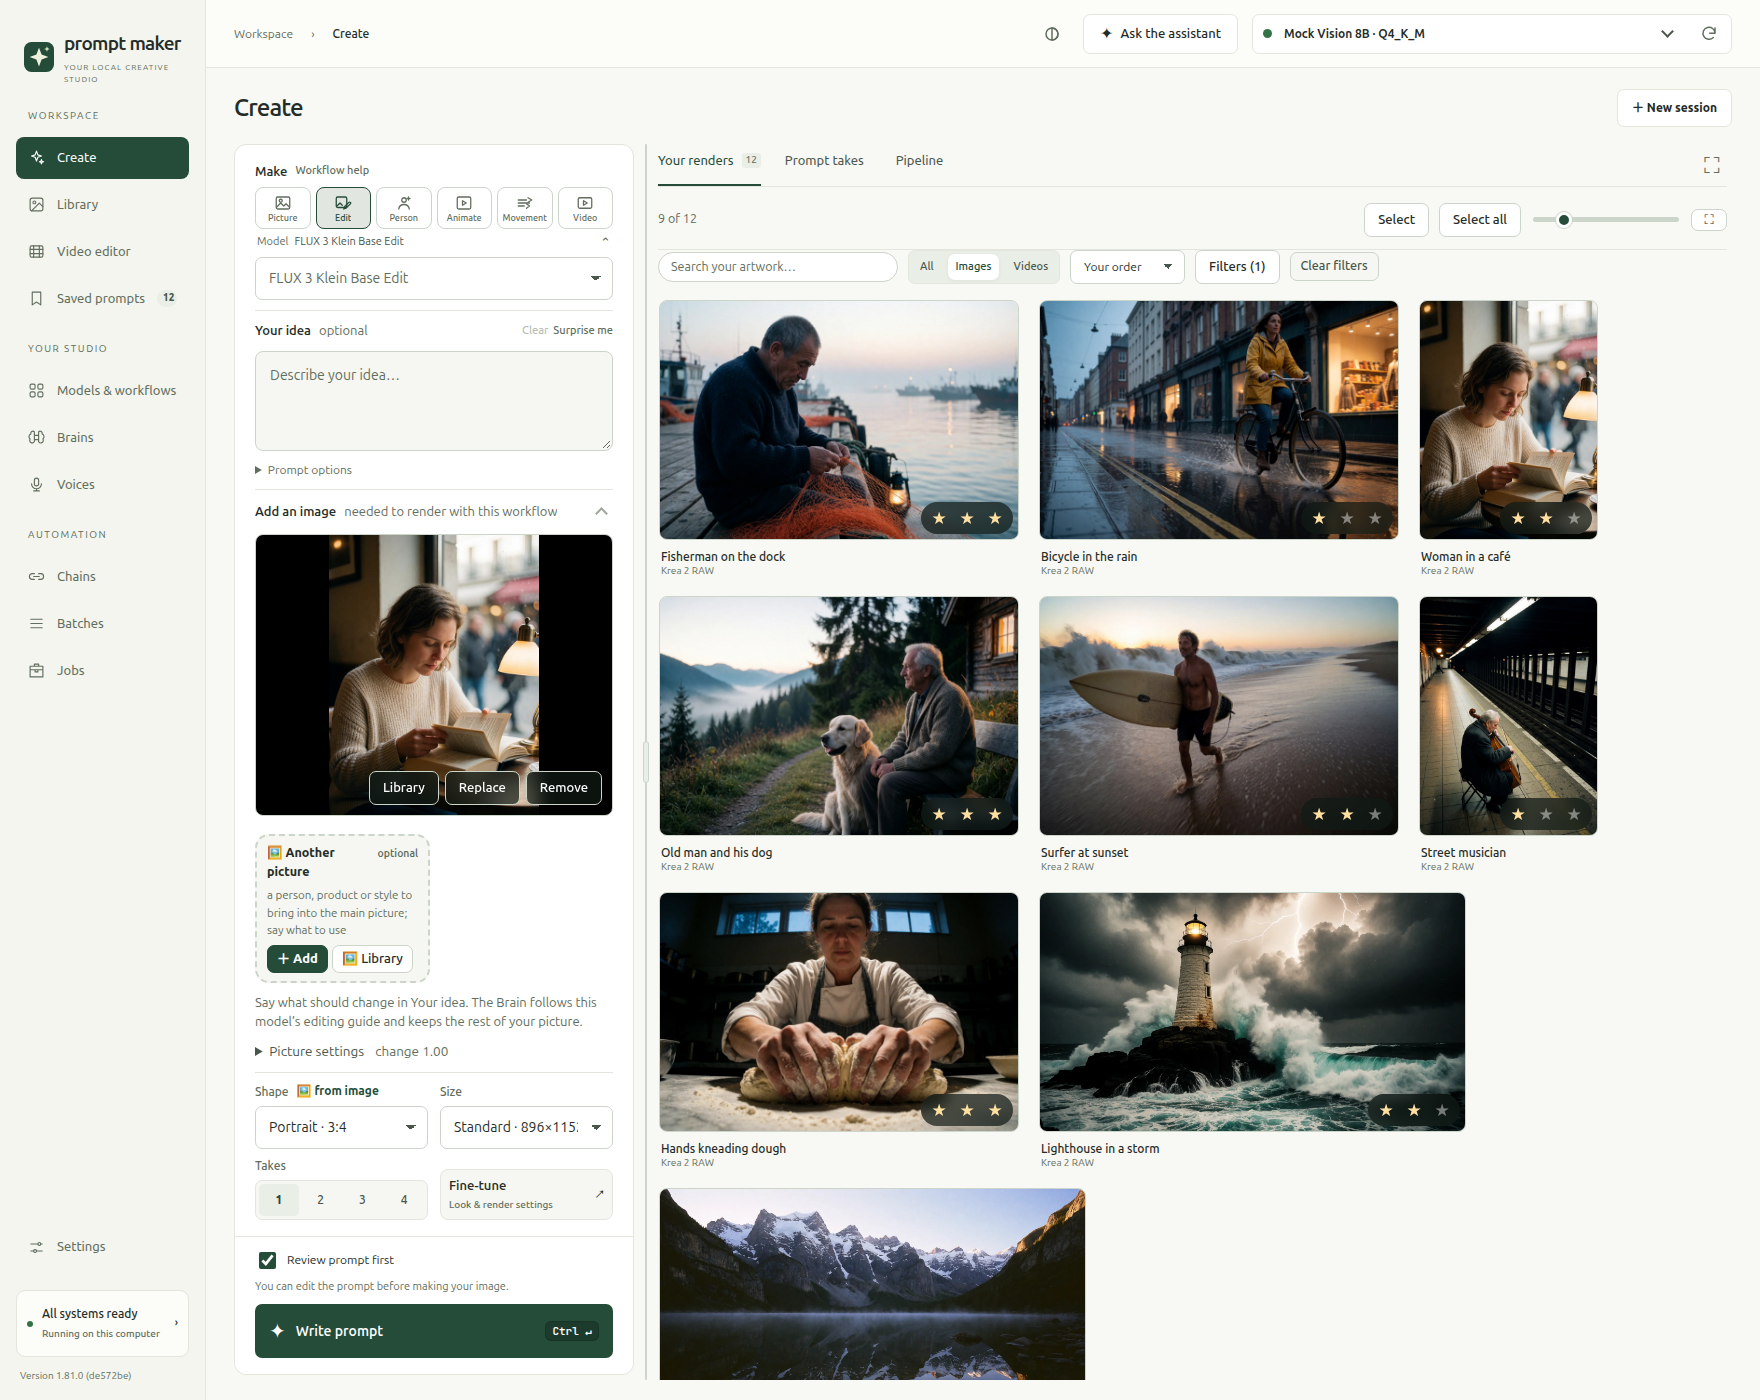 prompt maker
YOUR LOCAL CREATIVE
STUDIO
WORKSPACE
Create
Library
Video editor
Saved prompts 12
YOUR STUDIO
Models & workflows
Brains
Voices
AUTOMATION
Chains
Batches
Jobs
Settings
All systems ready
Running on this computer
Version 1.81.0 (de572be)
Workspace › Create
Ask the assistant
Mock Vision 8B · Q4_K_M
Create
+ New session
Make Workflow help
Picture
Edit
Person
Animate
Movement
Video
Model FLUX 3 Klein Base Edit
FLUX 3 Klein Base Edit
Your idea optional
Clear Surprise me
Describe your idea...
Prompt options
Add an image needed to render with this workflow
Library
Replace
Remove
Another picture optional
a person, product or style to
bring into the main picture;
say what to use
+ Add
Library
Say what should change in Your idea. The Brain follows this
model's editing guide and keeps the rest of your picture.
Picture settings change 1.00
Shape from image
Size
Portrait · 3:4
Standard · 896×1152
Takes
1 2 3 4
Fine-tune
Look & render settings
Review prompt first
You can edit the prompt before making your image.
Write prompt Ctrl ↵
Your renders 12
Prompt takes
Pipeline
9 of 12
Select
Select all
Search your artwork...
All
Images
Videos
Your order
Filters (1)
Clear filters
Fisherman on the dock
Krea 2 RAW
Bicycle in the rain
Krea 2 RAW
Woman in a café
Krea 2 RAW
Old man and his dog
Krea 2 RAW
Surfer at sunset
Krea 2 RAW
Street musician
Krea 2 RAW
Hands kneading dough
Krea 2 RAW
Lighthouse in a storm
Krea 2 RAW